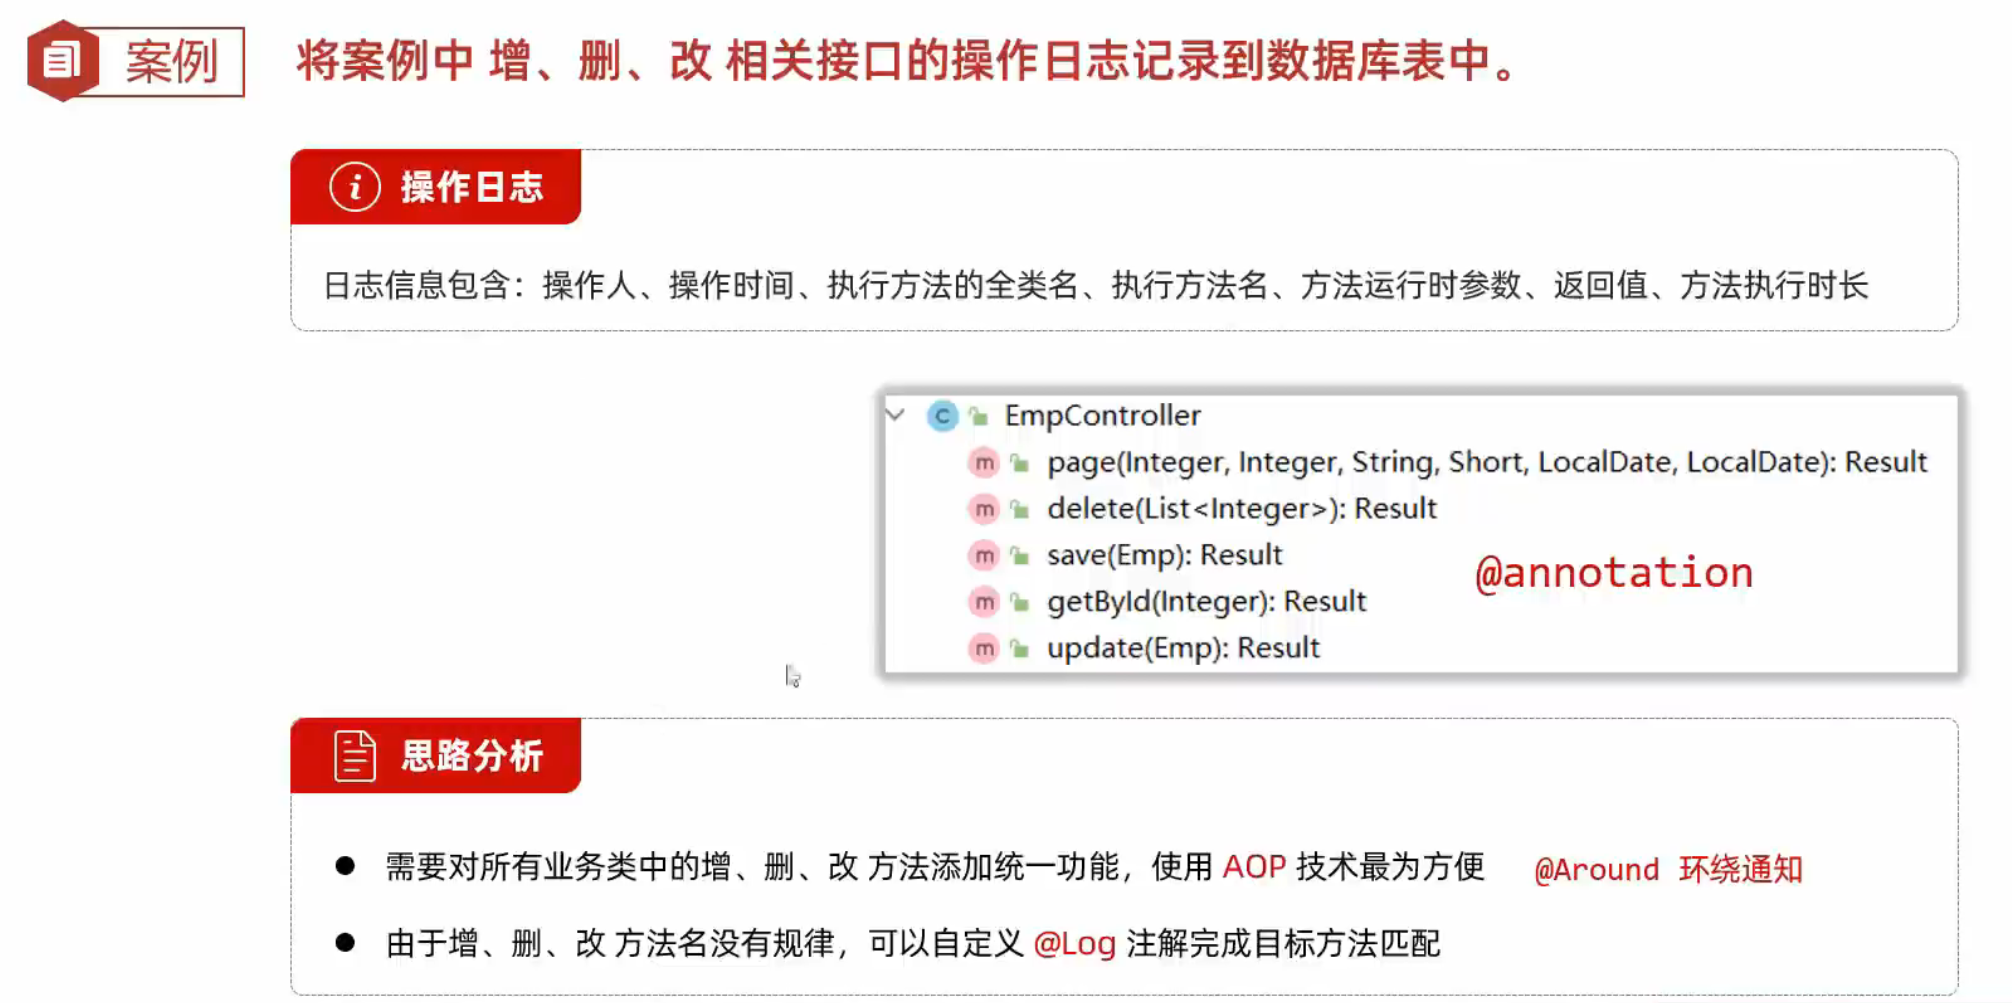 案例
将案例中 增、删、改 相关接口的操作日志记录到数据库表中。
操作日志
日志信息包含：操作人、操作时间、执行方法的全类名、执行方法名、方法运行时参数、返回值、方法执行时长
C EmpController
m page(Integer, Integer, String, Short, LocalDate, LocalDate): Result
m delete(List<Integer>): Result
m save(Emp): Result
@annotation
m getById(Integer): Result
m update(Emp): Result
思路分析
● 需要对所有业务类中的增、删、改 方法添加统一功能，使用 AOP 技术最为方便 @Around 环绕通知
● 由于增、删、改 方法名没有规律，可以自定义 @Log 注解完成目标方法匹配